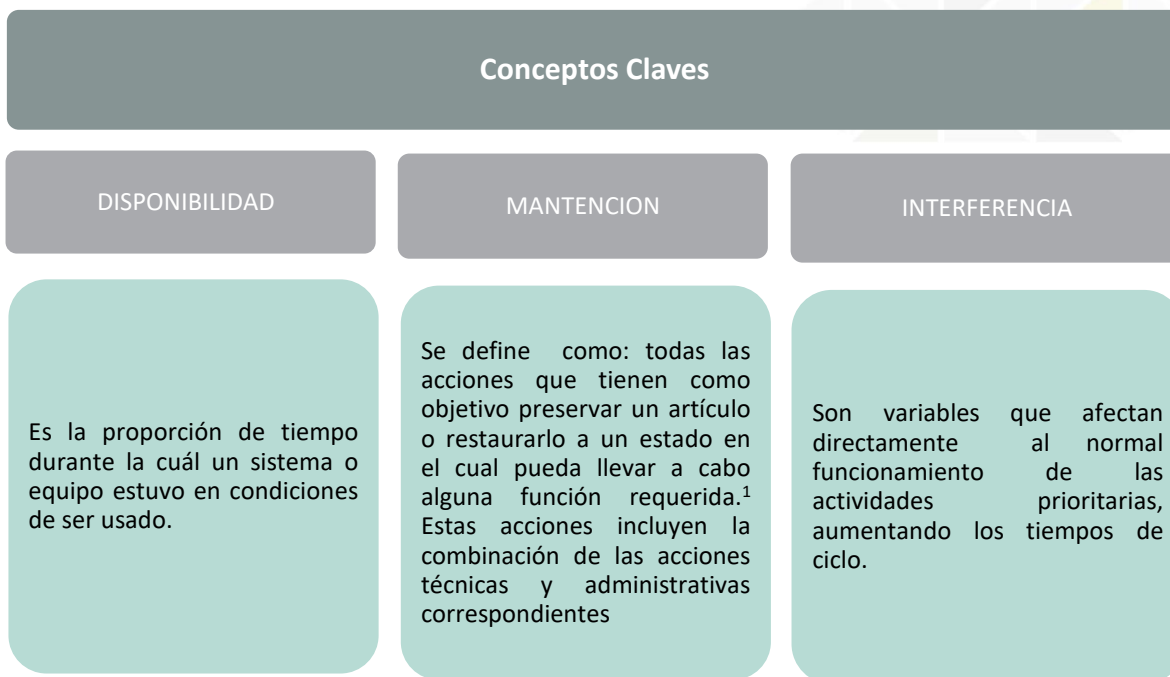 Conceptos Claves
DISPONIBILIDAD
Es la proporción de tiempo
durante la cuál un sistema o
equipo estuvo en condiciones
de ser usado.
MANTENCION
Se define como: todas las
acciones que tienen como
objetivo preservar un artículo
o restaurarlo a un estado en
el cual pueda llevar a cabo
alguna función requerida.¹
Estas acciones incluyen la
combinación de las acciones
técnicas y administrativas
correspondientes
INTERFERENCIA
Son variables que afectan
directamente al normal
funcionamiento de las
actividades prioritarias,
aumentando los tiempos de
ciclo.